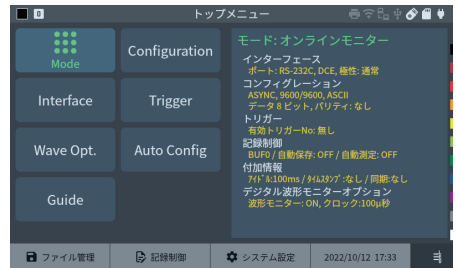 0 トップメニュー
Mode
Configuration
Interface
Trigger
Wave Opt.
Auto Config
Guide
モード: オンラインモニター
インターフェース
ポート: RS-232C, DCE, 極性: 通常
コンフィグレーション
ASYNC, 9600/9600, ASCII
データ 8 ビット, パリティ: なし
トリガー
有効トリガーNo: 無し
記録制御
BUF0 / 自動保存: OFF / 自動測定: OFF
付加情報
ｱｲﾄﾞﾙ:100ms / ﾀｲﾑｽﾀﾝﾌﾟ:なし / 同期:なし
デジタル波形モニターオプション
波形モニター: ON, クロック:100μ秒
ファイル管理 記録制御 システム設定 2022/10/12 17:33